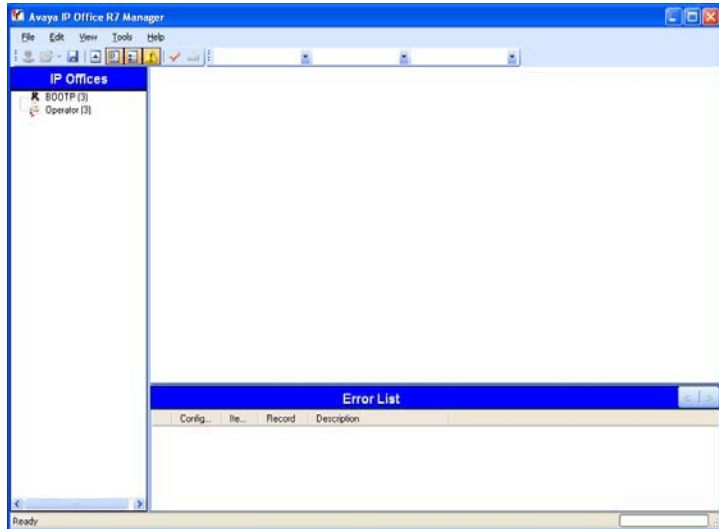 Avaya IP Office R7 Manager
File Edit View Tools Help
IP Offices
BOOTP (3)
Operator (3)
Error List
Config... Ite... Record Description
Ready